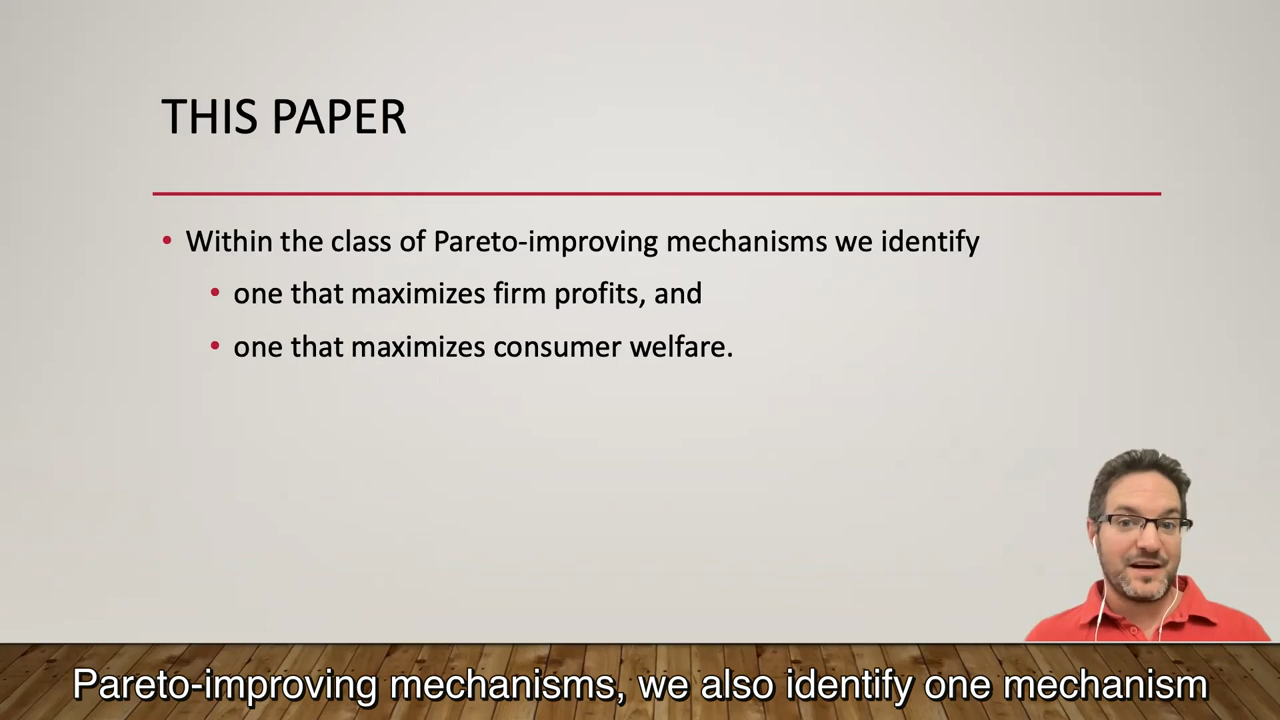 THIS PAPER
• Within the class of Pareto-improving mechanisms we identify
• one that maximizes firm profits, and
• one that maximizes consumer welfare.
Pareto-improving mechanisms, we also identify one mechanism